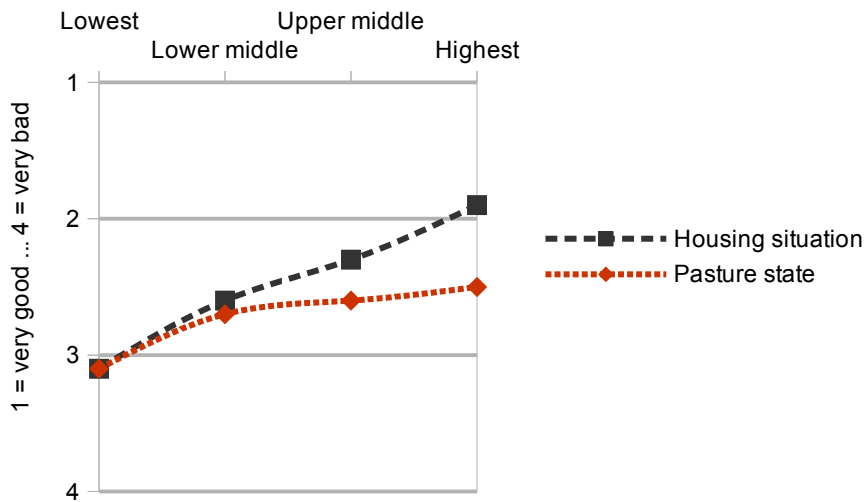 Lowest
Upper middle
Lower middle
Highest
1 = very good ... 4 = very bad
1
2
3
4
Housing situation
Pasture state